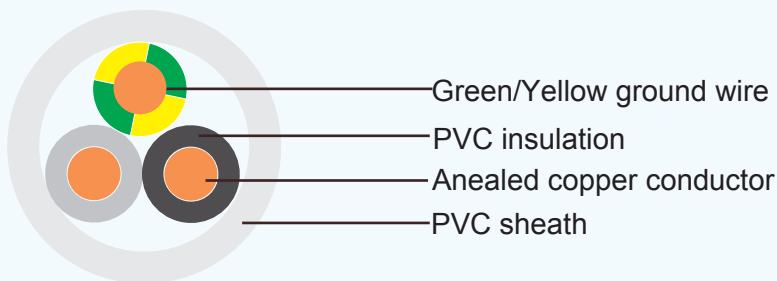 Green/Yellow ground wire
PVC insulation
Anealed copper conductor
PVC sheath